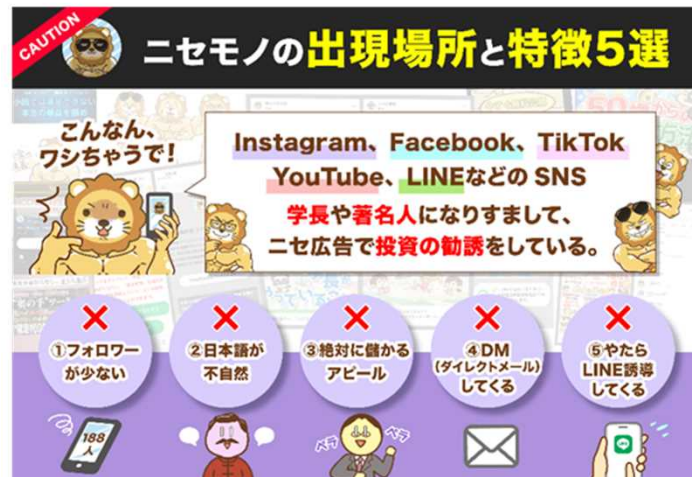 CAUTION
ニセモノの出現場所と特徴5選
こんなん、
ワシちゃうで!
Instagram、Facebook、TikTok
YouTube、LINEなどの SNS
学長や著名人になりすまして、
ニセ広告で投資の勧誘をしている。
①フォロワー
が少ない
②日本語が
不自然
③絶対に儲かる
アピール
④DM
(ダイレクトメール)
してくる
⑤やたら
LINE誘導
してくる
188
人
ペラ
ペラ
LINE